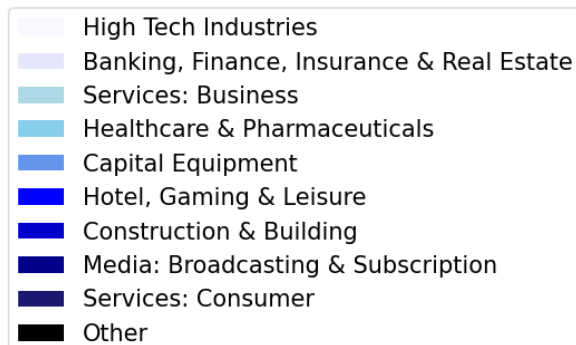 High Tech Industries
Banking, Finance, Insurance & Real Estate
Services: Business
Healthcare & Pharmaceuticals
Capital Equipment
Hotel, Gaming & Leisure
Construction & Building
Media: Broadcasting & Subscription
Services: Consumer
Other